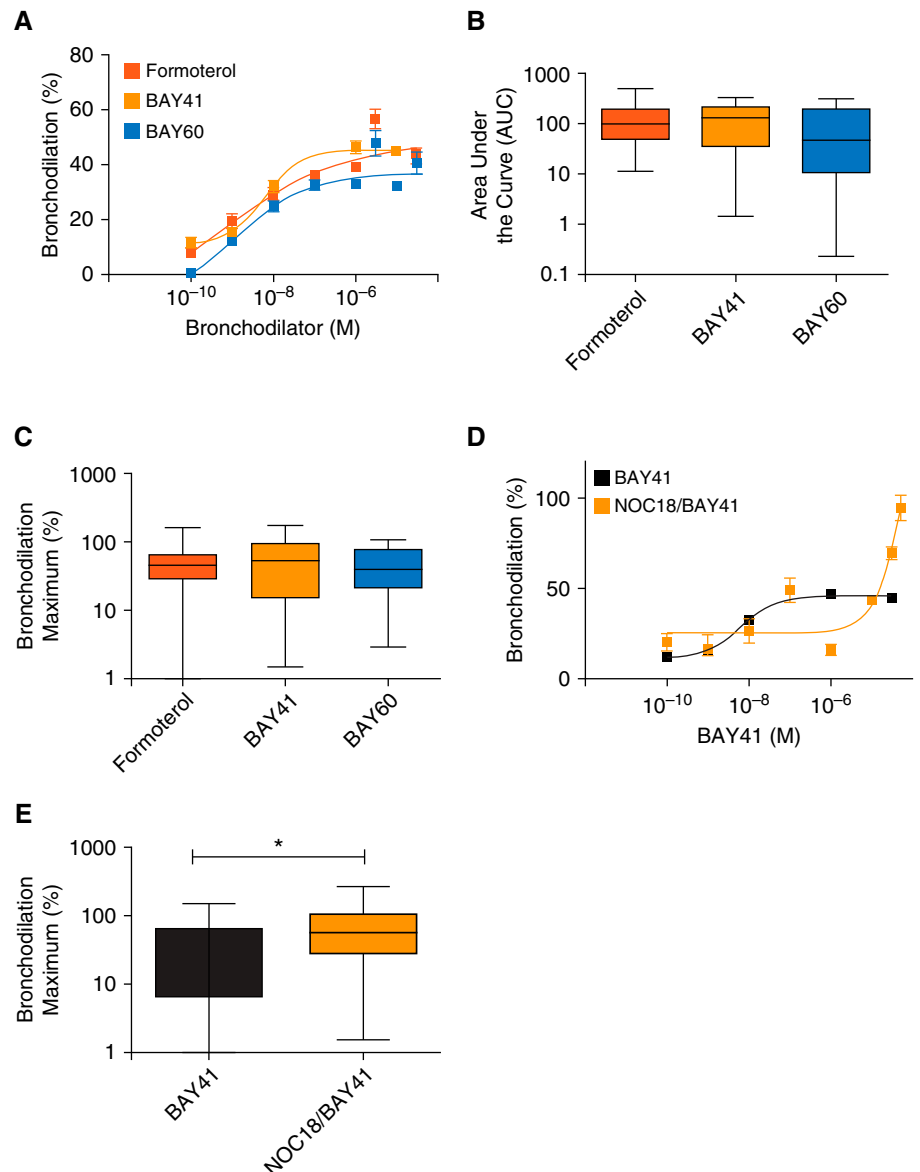 A
Bronchodilation (%)
80
60
40
20
0
Formoterol
BAY41
BAY60
10⁻¹⁰
10⁻⁸
10⁻⁶
Bronchodilator (M)
B
Area Under
the Curve (AUC)
1000
100
10
1
0.1
Formoterol
BAY41
BAY60
C
Bronchodilation
Maximum (%)
1000
100
10
1
Formoterol
BAY41
BAY60
D
Bronchodilation (%)
100
50
0
BAY41
NOC18/BAY41
10⁻¹⁰
10⁻⁸
10⁻⁶
BAY41 (M)
E
Bronchodilation
Maximum (%)
1000
100
10
1
*
BAY41
NOC18/BAY41